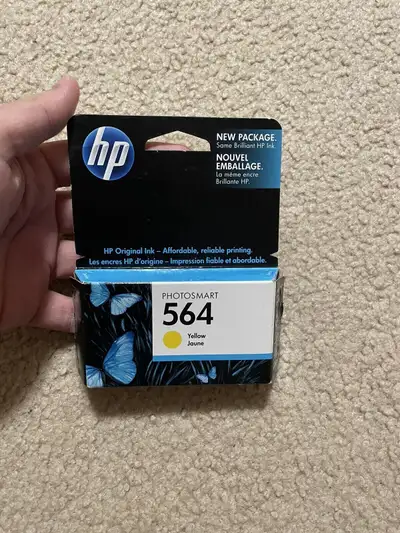 hp
NEW PACKAGE.
Same Brilliant HP Ink.
NOUVEL
EMBALLAGE.
La même encre
Brillante HP.
HP Original Ink – Affordable, reliable printing.
Les encres HP d'origine – Impression fiable et abordable.
PHOTOSMART
564
Yellow
Jaune